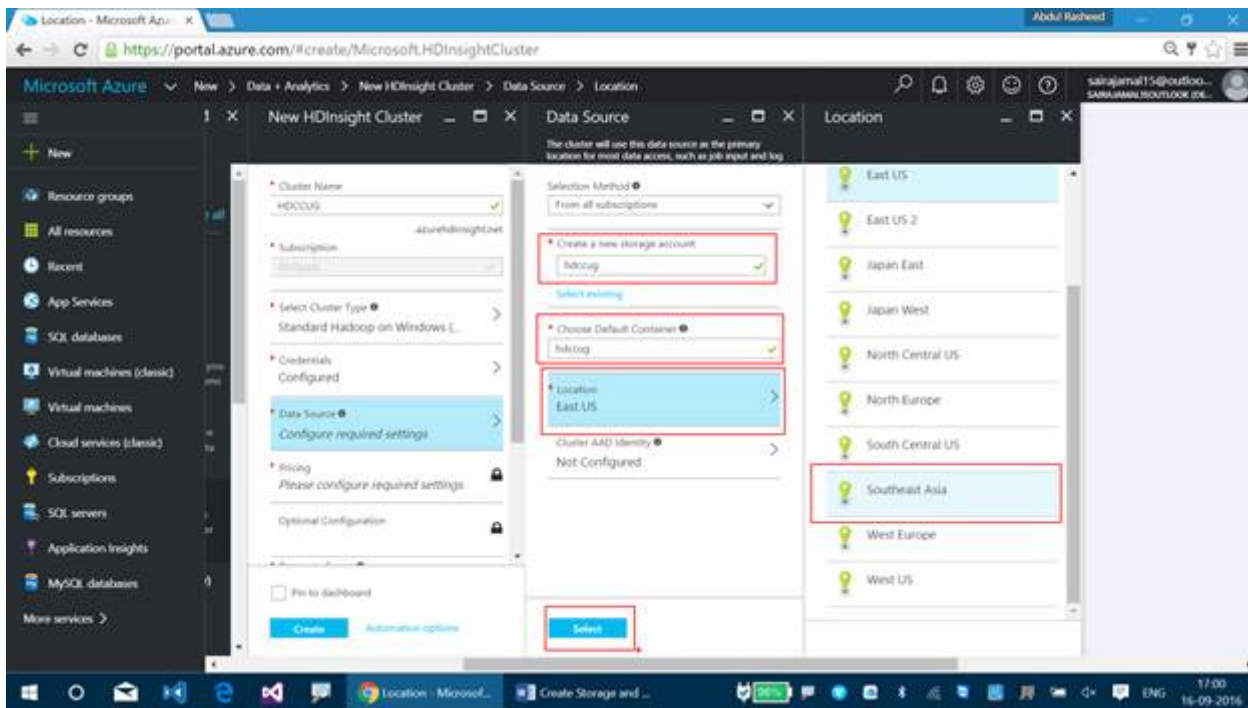 Location - Microsoft Azu
Abdul Rasheed
https://portal.azure.com/#create/Microsoft.HDInsightCluster
Microsoft Azure
New > Data + Analytics > New HDInsight Cluster > Data Source > Location
sairajamal15@outloo...
New
Resource groups
All resources
Recent
App Services
SQL databases
Virtual machines (classic)
Virtual machines
Cloud services (classic)
Subscriptions
SQL servers
Application Insights
MySQL databases
More services >
New HDInsight Cluster
* Cluster Name
HDCCUG
.azurehdinsight.net
* Subscription
* Select Cluster Type
Standard Hadoop on Windows (...
* Credentials
Configured
* Data Source
Configure required settings
* Pricing
Please configure required settings
Optional Configuration
Pin to dashboard
Create
Automation options
Data Source
The cluster will use this data source as the primary
location for most data access, such as job input and log
Selection Method
From all subscriptions
* Create a new storage account
hdccug
Select existing
* Choose Default Container
hdccug
* Location
East US
Cluster AAD Identity
Not Configured
Select
Location
East US
East US 2
Japan East
Japan West
North Central US
North Europe
South Central US
Southeast Asia
West Europe
West US
Location - Microsof...
Create Storage and ...
ENG
17:00
16-09-2016